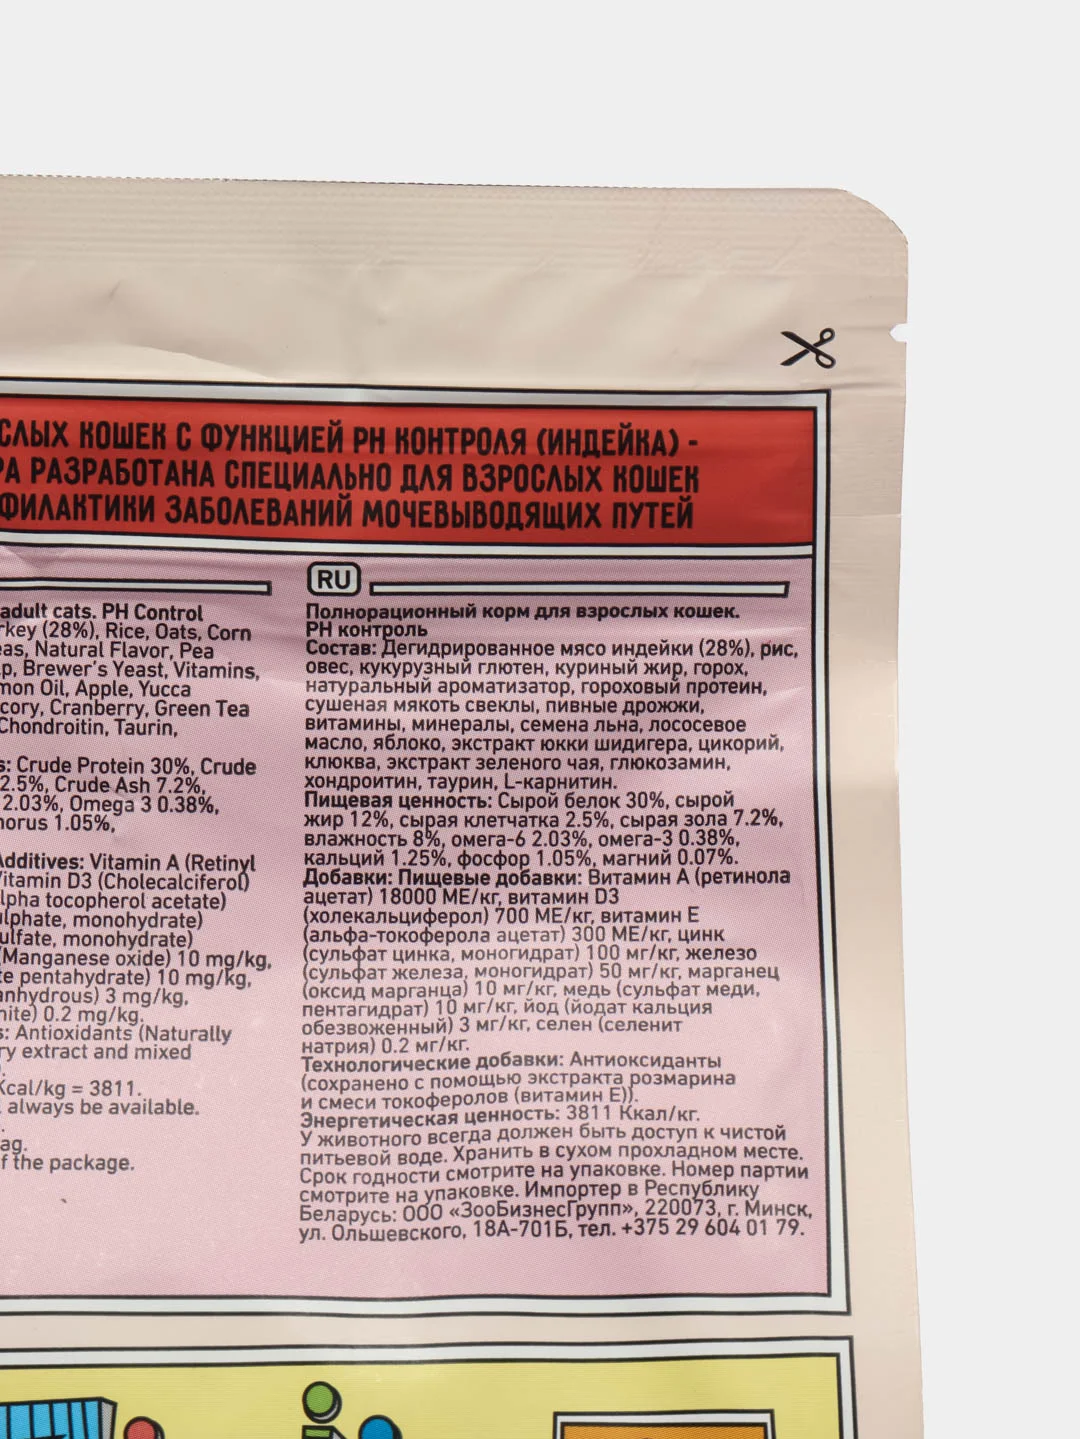 СЛЫХ КОШЕК С ФУНКЦИЕЙ PH КОНТРОЛЯ (ИНДЕЙКА) -
РА РАЗРАБОТАНА СПЕЦИАЛЬНО ДЛЯ ВЗРОСЛЫХ КОШЕК
ФИЛАКТИКИ ЗАБОЛЕВАНИЙ МОЧЕВЫВОДЯЩИХ ПУТЕЙ
adult cats. PH Control
rkey (28%), Rice, Oats, Corn
eas, Natural Flavor, Pea
p, Brewer's Yeast, Vitamins,
mon Oil, Apple, Yucca
cory, Cranberry, Green Tea
Chondroitin, Taurin,
s: Crude Protein 30%, Crude
2.5%, Crude Ash 7.2%,
2.03%, Omega 3 0.38%,
horus 1.05%,
Additives: Vitamin A (Retinyl
Vitamin D3 (Cholecalciferol)
lpha tocopherol acetate)
ulphate, monohydrate)
ulfate, monohydrate)
(Manganese oxide) 10 mg/kg,
te pentahydrate) 10 mg/kg,
anhydrous) 3 mg/kg,
nite) 0.2 mg/kg.
s: Antioxidants (Naturally
ry extract and mixed
Kcal/kg = 3811.
always be available.
ag.
f the package.
RU
Полнорационный корм для взрослых кошек.
PH контроль
Состав: Дегидрированное мясо индейки (28%), рис,
овес, кукурузный глютен, куриный жир, горох,
натуральный ароматизатор, гороховый протеин,
сушеная мякоть свеклы, пивные дрожжи,
витамины, минералы, семена льна, лососевое
масло, яблоко, экстракт юкки шидигера, цикорий,
клюква, экстракт зеленого чая, глюкозамин,
хондроитин, таурин, L-карнитин.
Пищевая ценность: Сырой белок 30%, сырой
жир 12%, сырая клетчатка 2.5%, сырая зола 7.2%,
влажность 8%, омега-6 2.03%, омега-3 0.38%,
кальций 1.25%, фосфор 1.05%, магний 0.07%.
Добавки: Пищевые добавки: Витамин А (ретинола
ацетат) 18000 МЕ/кг, витамин D3
(холекальциферол) 700 МЕ/кг, витамин Е
(альфа-токоферола ацетат) 300 МЕ/кг, цинк
(сульфат цинка, моногидрат) 100 мг/кг, железо
(сульфат железа, моногидрат) 50 мг/кг, марганец
(оксид марганца) 10 мг/кг, медь (сульфат меди,
пентагидрат) 10 мг/кг, йод (йодат кальция
обезвоженный) 3 мг/кг, селен (селенит
натрия) 0.2 мг/кг.
Технологические добавки: Антиоксиданты
(сохранено с помощью экстракта розмарина
и смеси токоферолов (витамин Е)).
Энергетическая ценность: 3811 Ккал/кг.
У животного всегда должен быть доступ к чистой
питьевой воде. Хранить в сухом прохладном месте.
Срок годности смотрите на упаковке. Номер партии
смотрите на упаковке. Импортер в Республику
Беларусь: ООО «ЗооБизнесГрупп», 220073, г. Минск,
ул. Ольшевского, 18А-701Б, тел. +375 29 604 01 79.